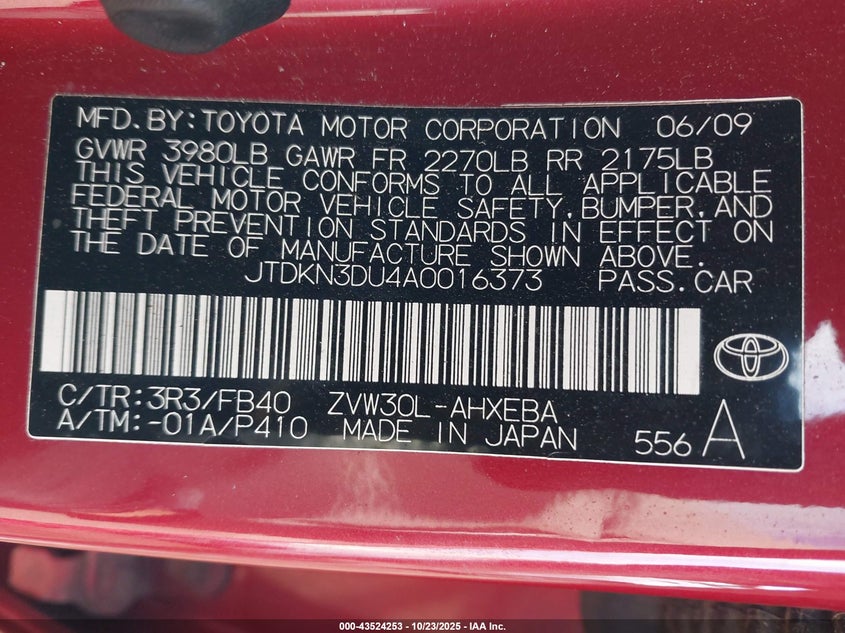 MFD.BY:TOYOTA MOTOR CORPORATION 06/09
GVWR 3980LB GAWR FR 2270LB RR 2175LB
THIS VEHICLE CONFORMS TO ALL APPLICABLE
FEDERAL MOTOR VEHICLE SAFETY,BUMPER,AND
THEFT PREVENTION STANDARDS IN EFFECT ON
THE DATE OF MANUFACTURE SHOWN ABOVE.
JTDKN3DU4A0016373 PASS.CAR
C/TR:3R3/FB40 ZVW30L-AHXEBA
A/TM:-01A/P410 MADE IN JAPAN 556 A
000-43524253 | 10/23/2025 | IAA Inc.